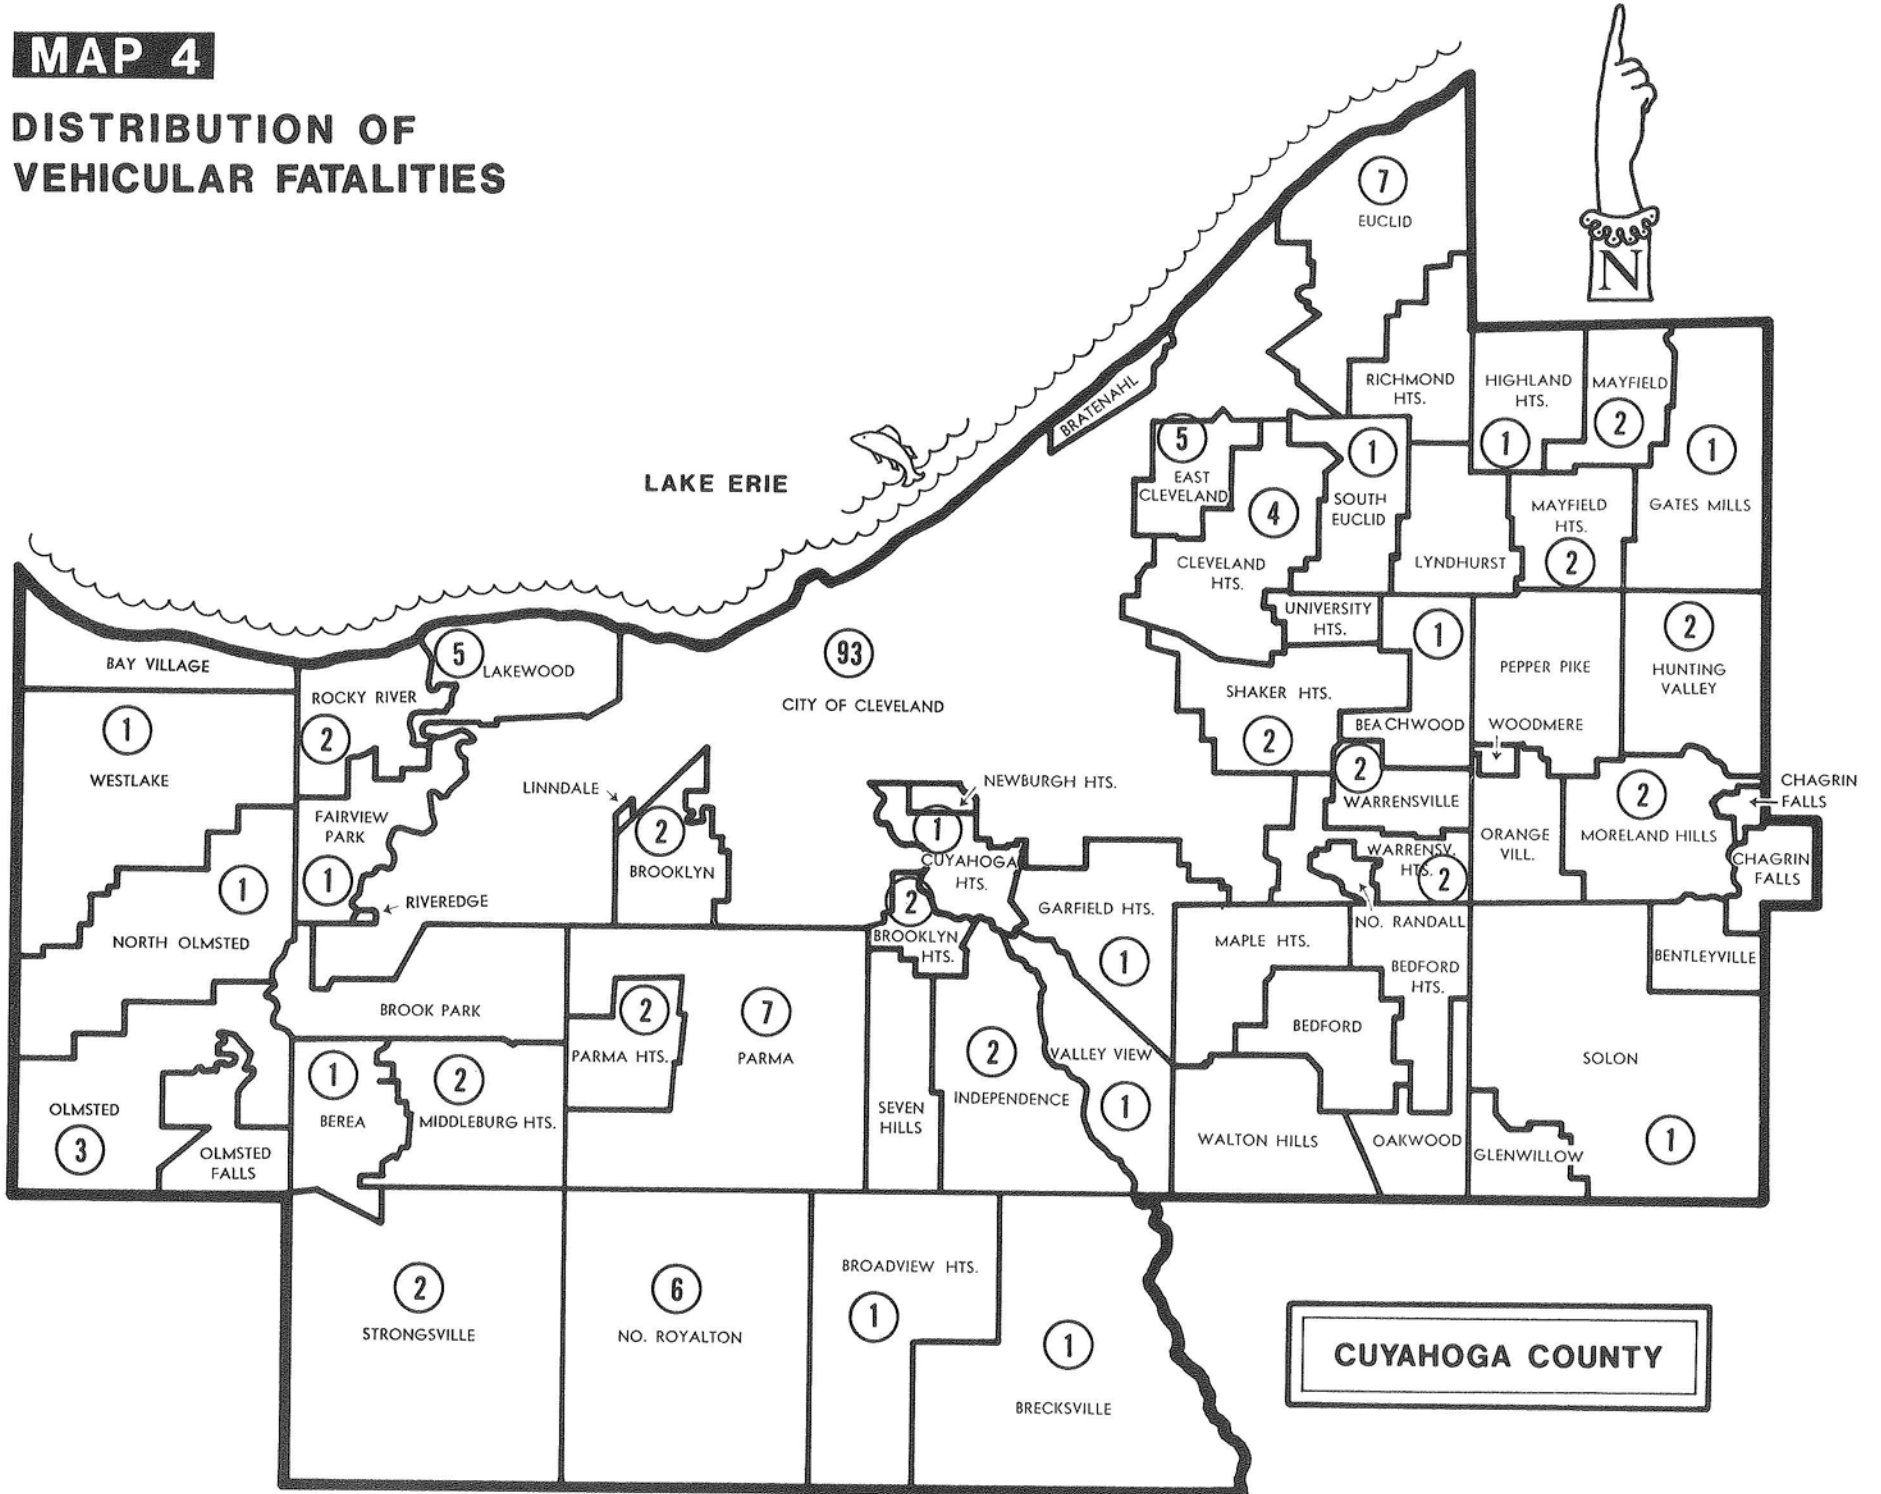 MAP 4
DISTRIBUTION OF
VEHICULAR FATALITIES
N
7
EUCLID
RICHMOND
HTS.
HIGHLAND
HTS.
1
MAYFIELD
2
1
GATES MILLS
BRATENAHL
LAKE ERIE
5
EAST
CLEVELAND
4
CLEVELAND
HTS.
1
SOUTH
EUCLID
LYNDHURST
MAYFIELD
HTS.
2
UNIVERSITY
HTS.
1
BEACHWOOD
PEPPER PIKE
2
HUNTING
VALLEY
BAY VILLAGE
5
LAKEWOOD
ROCKY RIVER
2
93
CITY OF CLEVELAND
SHAKER HTS.
2
WOODMERE
1
WESTLAKE
LINNDALE
2
BROOKLYN
NEWBURGH HTS.
1
CUYAHOGA
HTS.
2
WARRENSVILLE
ORANGE
VILL.
2
MORELAND HILLS
CHAGRIN
FALLS
CHAGRIN
FALLS
FAIRVIEW
PARK
1
RIVEREDGE
1
NORTH OLMSTED
2
BROOKLYN
HTS.
GARFIELD HTS.
1
WARRENSV.
HTS.
2
NO. RANDALL
MAPLE HTS.
BEDFORD
HTS.
BEDFORD
BENTLEYVILLE
BROOK PARK
2
PARMA HTS.
7
PARMA
2
INDEPENDENCE
VALLEY VIEW
1
SOLON
1
OLMSTED
3
OLMSTED
FALLS
1
BEREA
2
MIDDLEBURG HTS.
SEVEN
HILLS
WALTON HILLS
OAKWOOD
GLENWILLOW
2
STRONGSVILLE
6
NO. ROYALTON
BROADVIEW HTS.
1
1
BRECKSVILLE
CUYAHOGA COUNTY